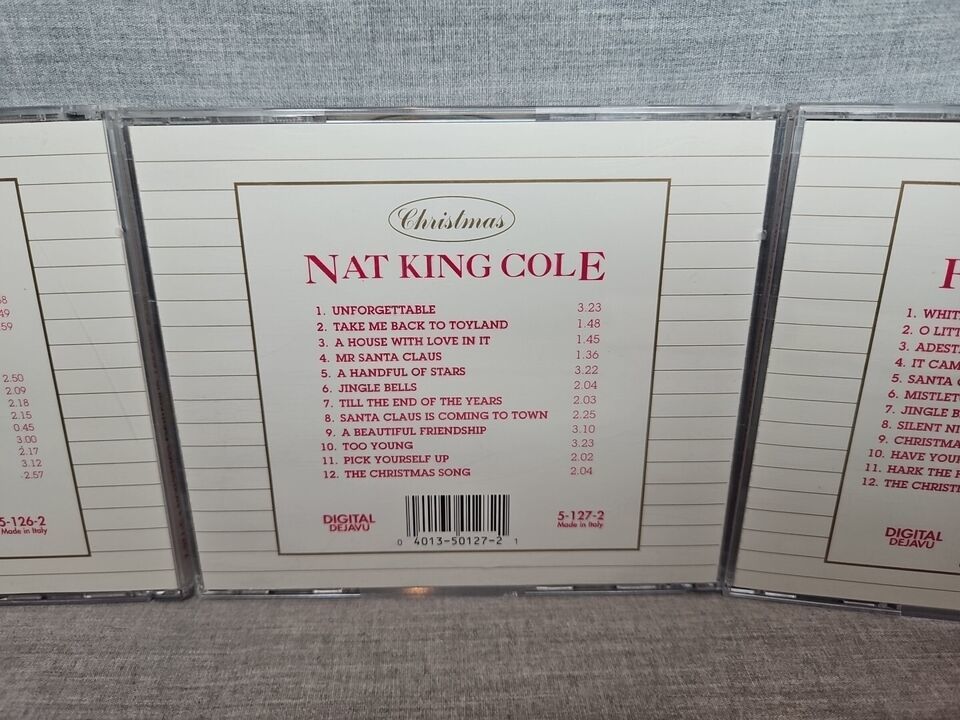 58
49
.59
2.50
2.09
2.18
2.15
0.45
3.00
2.17
3.12
2.57
5-126-2
Made in Italy
Christmas
NAT KING COLE
1. UNFORGETTABLE 3.23
2. TAKE ME BACK TO TOYLAND 1.48
3. A HOUSE WITH LOVE IN IT 1.45
4. MR SANTA CLAUS 1.36
5. A HANDFUL OF STARS 3.22
6. JINGLE BELLS 2.04
7. TILL THE END OF THE YEARS 2.03
8. SANTA CLAUS IS COMING TO TOWN 2.25
9. A BEAUTIFUL FRIENDSHIP 3.10
10. TOO YOUNG 3.23
11. PICK YOURSELF UP 2.02
12. THE CHRISTMAS SONG 2.04
DIGITAL
DEJAVU
0 4013-50127-2 1
5-127-2
Made in Italy
F
1. WHIT
2. O LITT
3. ADEST
4. IT CAM
5. SANTA C
6. MISTLET
7. JINGLE B
8. SILENT NI
9. CHRISTMA
10. HAVE YOUR
11. HARK THE H
12. THE CHRIST
DIGITAL
DEJAVU